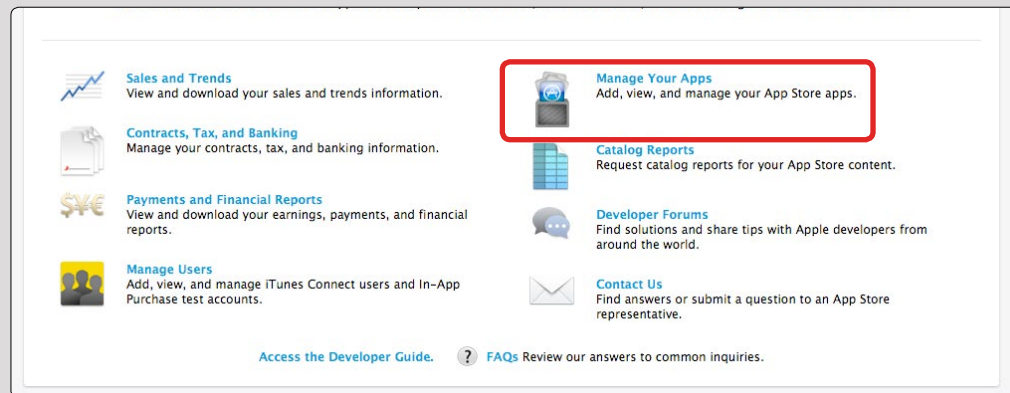 Sales and Trends
View and download your sales and trends information.
Contracts, Tax, and Banking
Manage your contracts, tax, and banking information.
$¥€
Payments and Financial Reports
View and download your earnings, payments, and financial
reports.
Manage Users
Add, view, and manage iTunes Connect users and In-App
Purchase test accounts.
Manage Your Apps
Add, view, and manage your App Store apps.
Catalog Reports
Request catalog reports for your App Store content.
Developer Forums
Find solutions and share tips with Apple developers from
around the world.
Contact Us
Find answers or submit a question to an App Store
representative.
Access the Developer Guide. ? FAQs Review our answers to common inquiries.